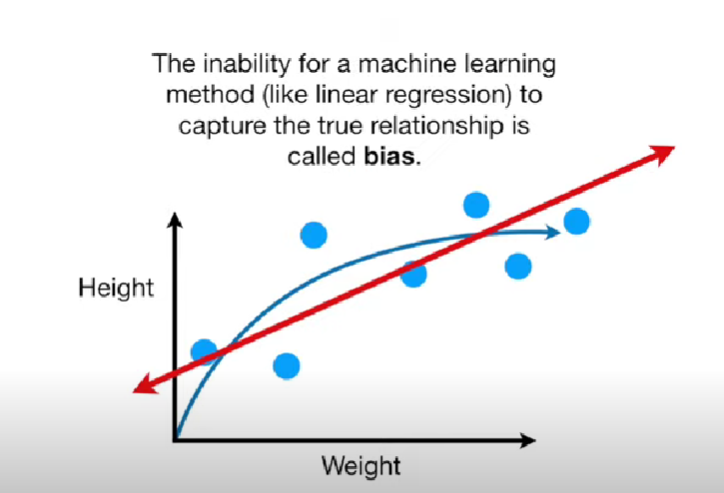 The inability for a machine learning
method (like linear regression) to
capture the true relationship is
called bias.
Height
Weight